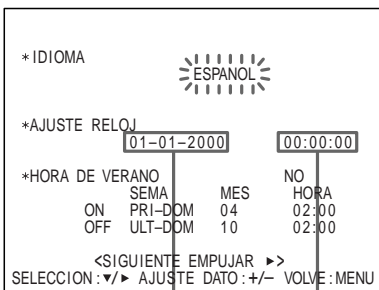 *IDIOMA
ESPANOL
*AJUSTE RELOJ
01–01–2000 00:00:00
*HORA DE VERANO NO
SEMA MES HORA
ON PRI–DOM 04 02:00
OFF ULT–DOM 10 02:00
<SIGUIENTE EMPUJAR ►>
SELECCION:▼/► AJUSTE DATO:+/– VOLVE:MENU